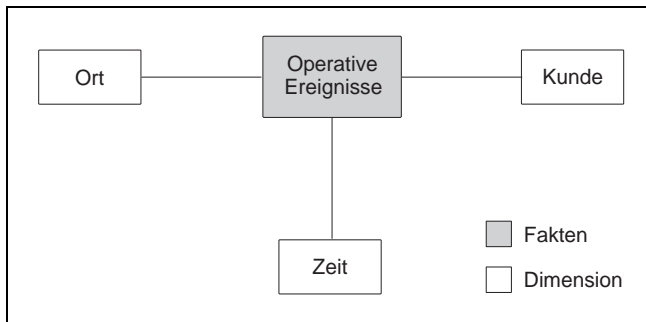 Ort
Operative
Ereignisse
Kunde
Zeit
Fakten
Dimension